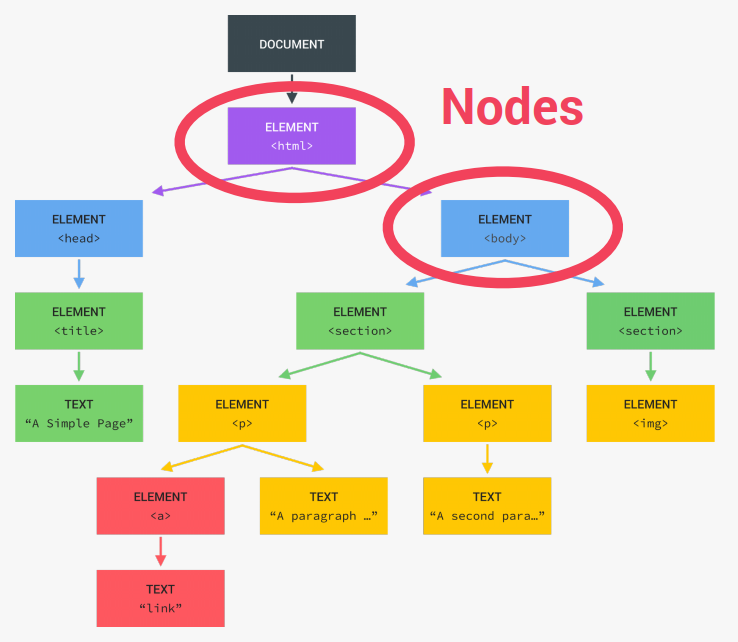 DOCUMENT
Nodes
ELEMENT
<html>
ELEMENT
<head>
ELEMENT
<body>
ELEMENT
<title>
ELEMENT
<section>
ELEMENT
<section>
TEXT
“A Simple Page”
ELEMENT
<p>
ELEMENT
<p>
ELEMENT
<img>
ELEMENT
<a>
TEXT
“A paragraph …”
TEXT
“A second para…”
TEXT
“link”